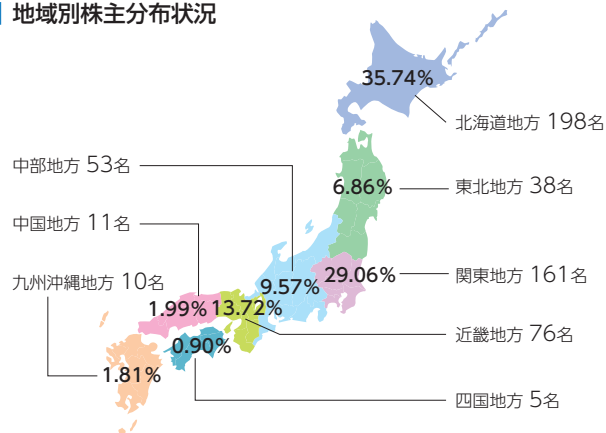 地域別株主分布状況
35.74%
北海道地方 198名
中部地方 53名
6.86%
東北地方 38名
中国地方 11名
29.06%
関東地方 161名
九州沖縄地方 10名
9.57%
1.99%
13.72%
近畿地方 76名
0.90%
1.81%
四国地方 5名